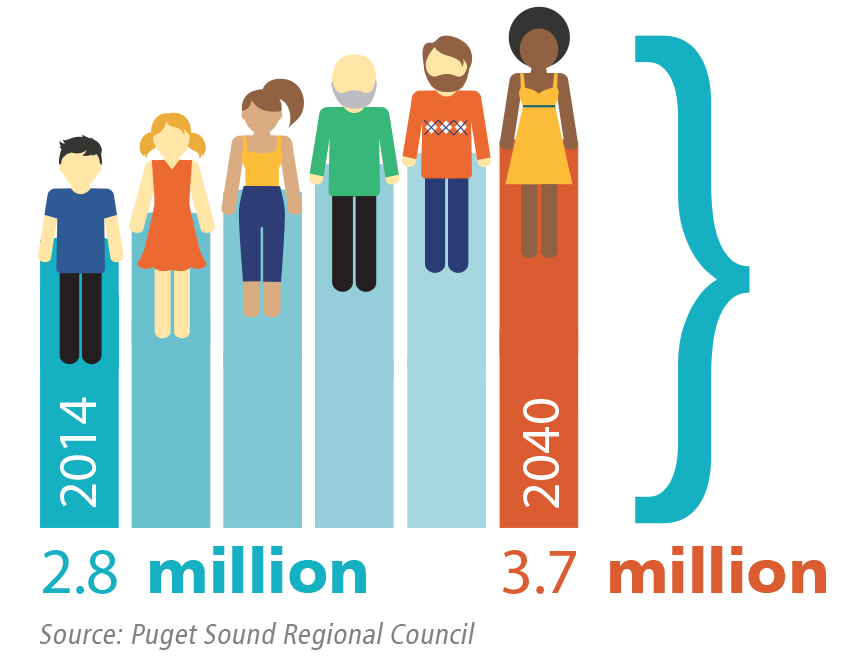 2014
2040
2.8 million
3.7 million
Source: Puget Sound Regional Council